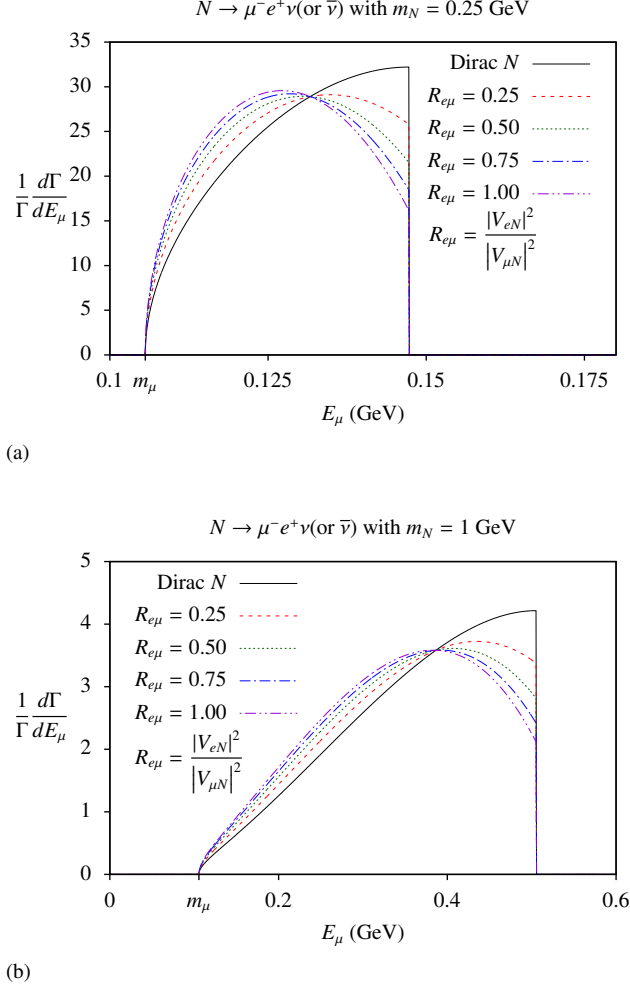 N → μ⁻e⁺ν(or ν̅) with m_N = 0.25 GeV
35
30
25
20
15
10
5
0
1/Γ dΓ/dE_μ
Dirac N
R_eμ = 0.25
R_eμ = 0.50
R_eμ = 0.75
R_eμ = 1.00
R_eμ = |V_eN|²/|V_μN|²
0.1 m_μ 0.125 0.15 0.175
E_μ (GeV)
(a)
N → μ⁻e⁺ν(or ν̅) with m_N = 1 GeV
5
4
3
2
1
0
1/Γ dΓ/dE_μ
Dirac N
R_eμ = 0.25
R_eμ = 0.50
R_eμ = 0.75
R_eμ = 1.00
R_eμ = |V_eN|²/|V_μN|²
0 m_μ 0.2 0.4 0.6
E_μ (GeV)
(b)